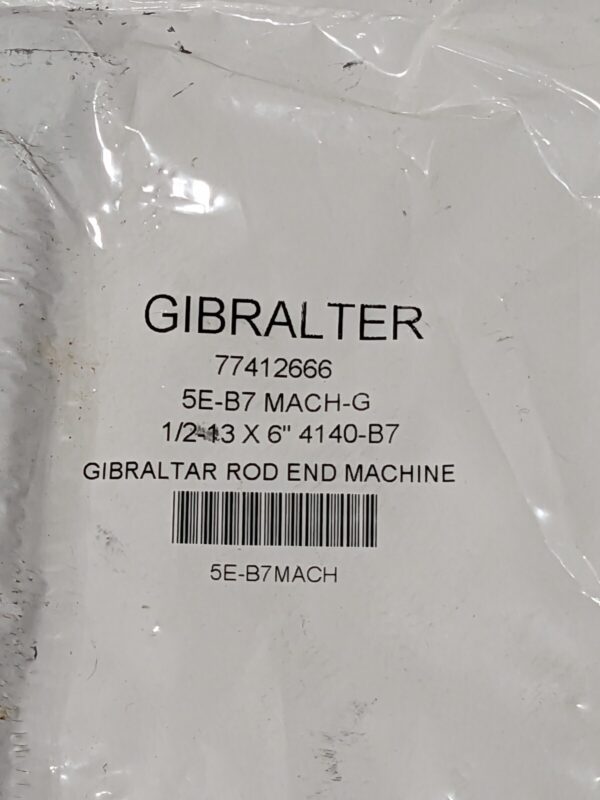 GIBRALTER
77412666
5E-B7 MACH-G
1/2-13 X 6" 4140-B7
GIBRALTAR ROD END MACHINE
5E-B7MACH